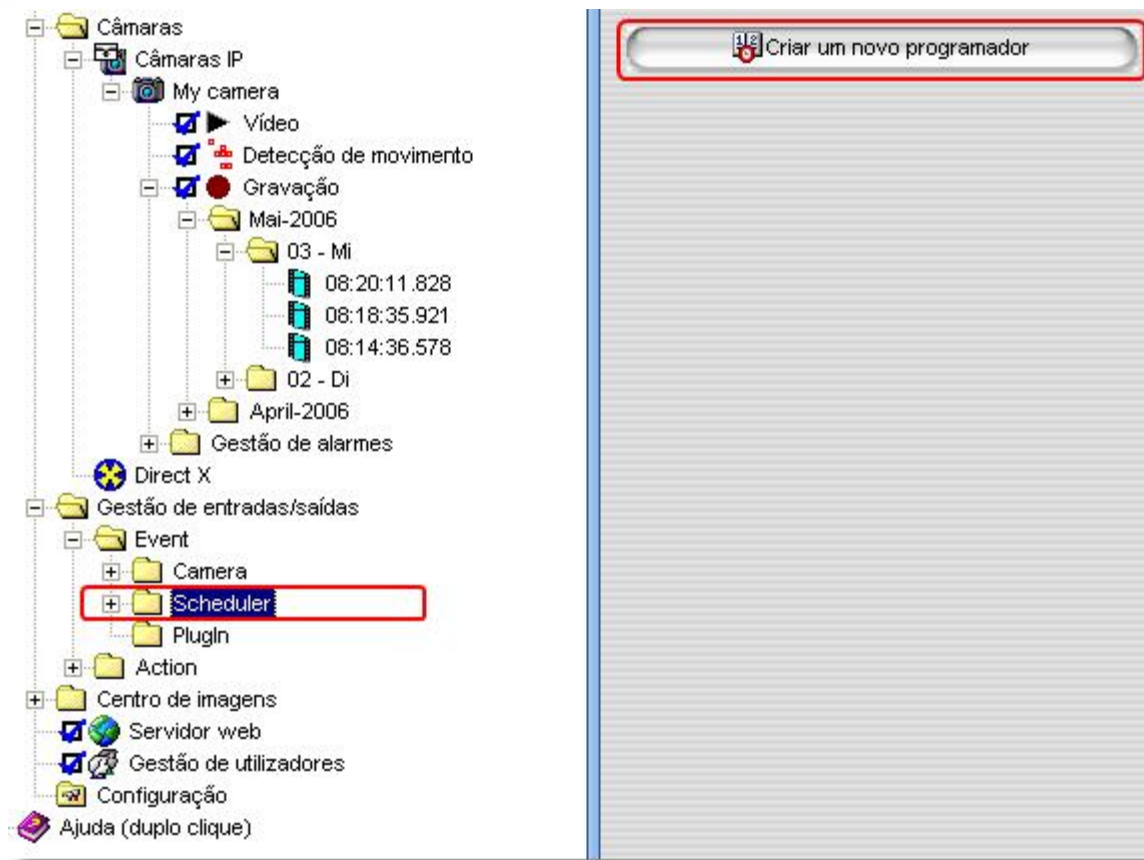 Câmaras
Câmaras IP
My camera
Vídeo
Detecção de movimento
Gravação
Mai-2006
03 - Mi
08:20:11.828
08:18:35.921
08:14:36.578
02 - Di
April-2006
Gestão de alarmes
Direct X
Gestão de entradas/saídas
Event
Camera
Scheduler
PlugIn
Action
Centro de imagens
Servidor web
Gestão de utilizadores
Configuração
Ajuda (duplo clique)
Criar um novo programador